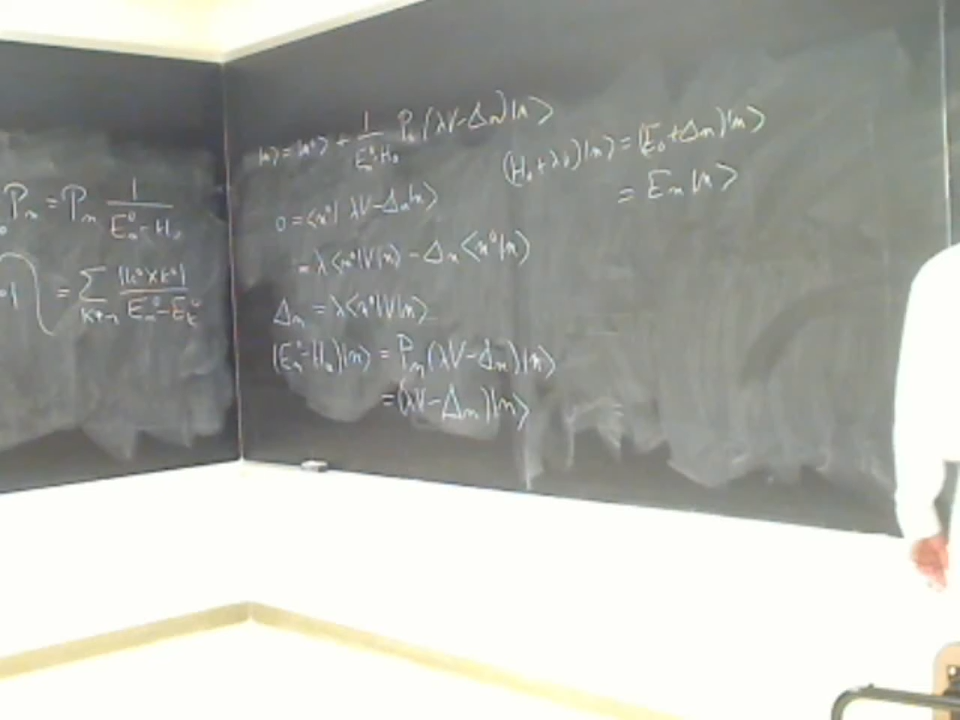 P_n = P_n 1/(E_n^0 - H_0)
= Σ_{k≠n} |k^0><k^0| / (E_n^0 - E_k^0)
|n> = |n^0> + 1/(E_n^0 - H_0) P_n (λV - Δ_n)|n>
0 = <n^0| λV - Δ_n |n>
= λ<n^0|V|n> - Δ_n <n^0|n>
Δ_n = λ<n^0|V|n>
(E_n^0 - H_0)|n> = P_n (λV - Δ_n)|n>
= (λV - Δ_n)|n>
(H_0 + λV)|n> = (E_0 + Δ_n)|n>
= E_n |n>